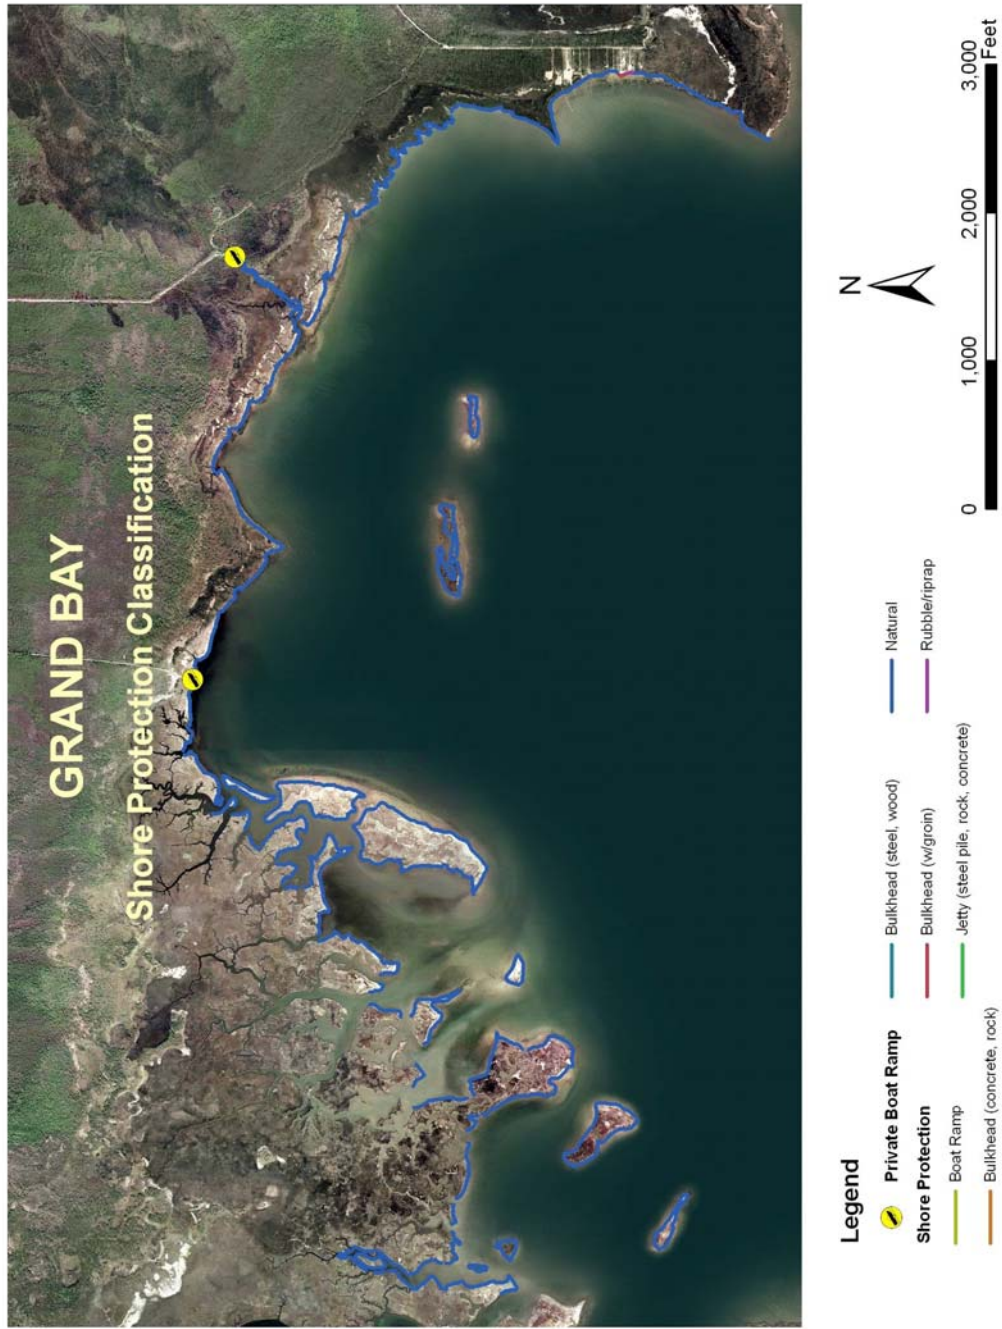 GRAND BAY
Shore Protection Classification
Legend
Private Boat Ramp
Shore Protection
Boat Ramp
Bulkhead (concrete, rock)
Bulkhead (steel, wood)
Bulkhead (w/groin)
Jetty (steel pile, rock, concrete)
Natural
Rubble/riprap
N
0 1,000 2,000 3,000
Feet